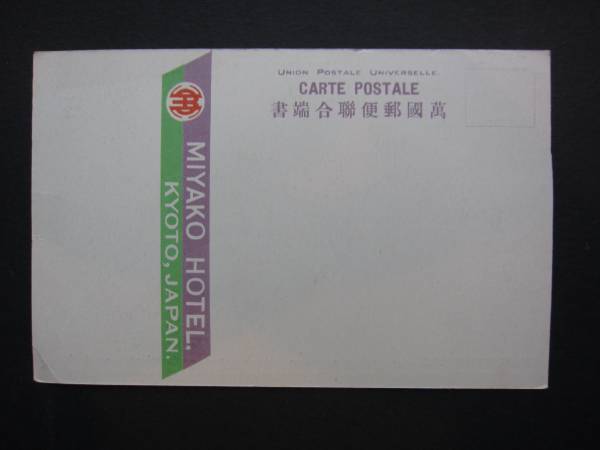 UNION POSTALE UNIVERSELLE.
CARTE POSTALE
萬國郵便聯合端書
MIYAKO HOTEL,
KYOTO, JAPAN.